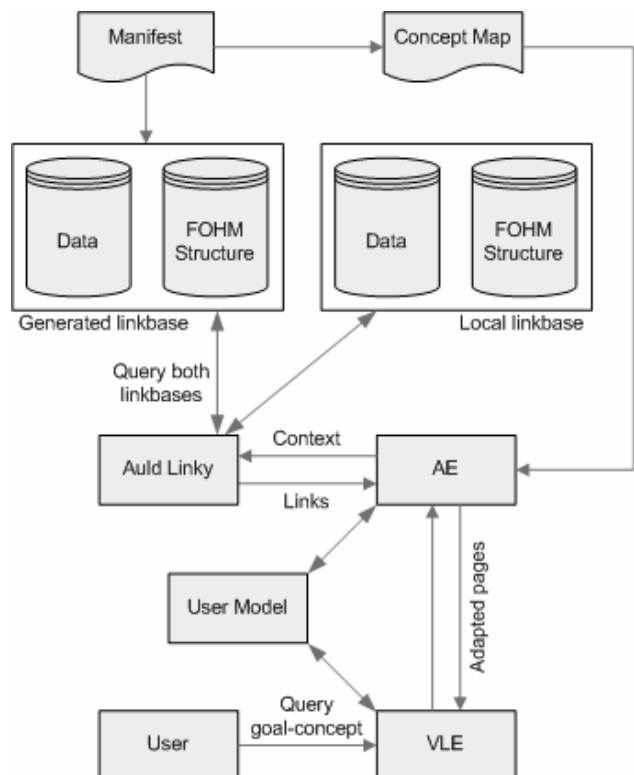 Manifest
Concept Map
Data
FOHM
Structure
Data
FOHM
Structure
Generated linkbase
Local linkbase
Query both
linkbases
Auld Linky
Context
Links
AE
User Model
Adapted pages
Query
goal-concept
User
VLE